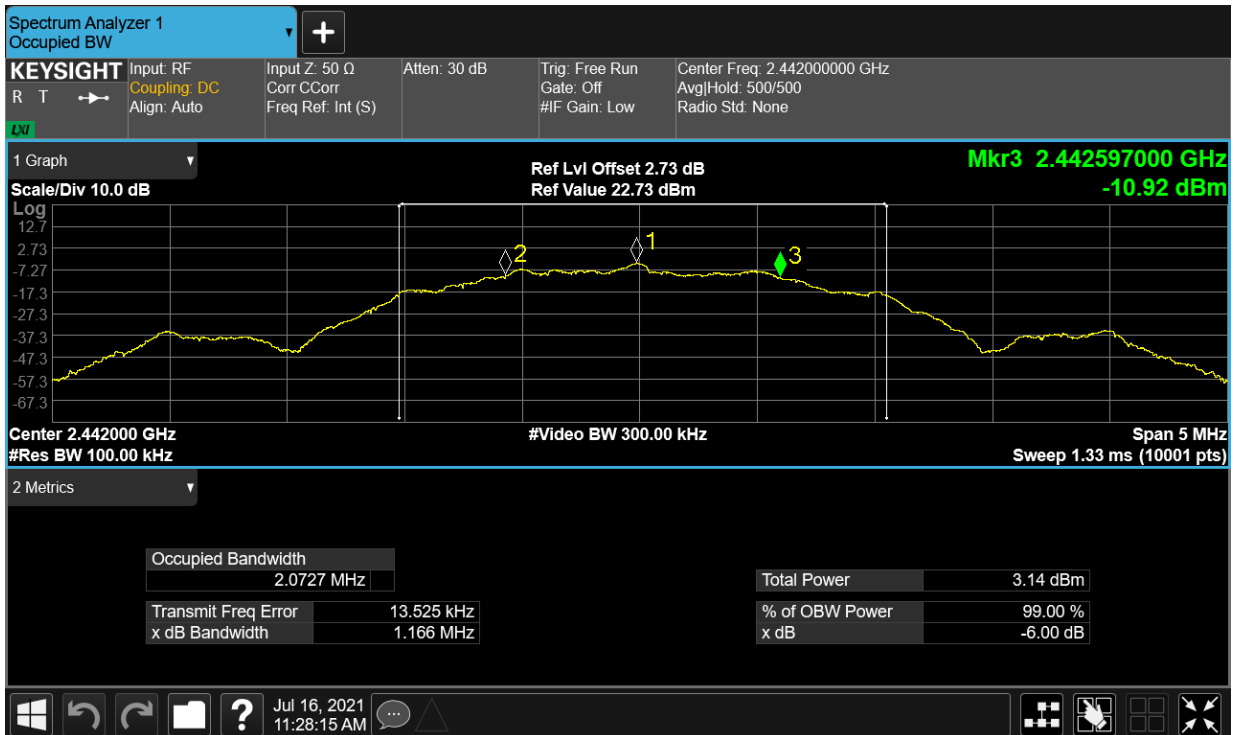 Spectrum Analyzer 1
Occupied BW
▼
+
KEYSIGHT
R T
LXI
Input: RF
Coupling: DC
Align: Auto
Input Z: 50 Ω
Corr CCorr
Freq Ref: Int (S)
Atten: 30 dB
Trig: Free Run
Gate: Off
#IF Gain: Low
Center Freq: 2.442000000 GHz
Avg|Hold: 500/500
Radio Std: None
1 Graph
Scale/Div 10.0 dB
Ref Lvl Offset 2.73 dB
Ref Value 22.73 dBm
Mkr3 2.442597000 GHz
-10.92 dBm
Log
12.7
2.73
-7.27
-17.3
-27.3
-37.3
-47.3
-57.3
-67.3
2
1
3
Center 2.442000 GHz
#Video BW 300.00 kHz
Span 5 MHz
#Res BW 100.00 kHz
Sweep 1.33 ms (10001 pts)
2 Metrics
Occupied Bandwidth
2.0727 MHz
Transmit Freq Error 13.525 kHz
x dB Bandwidth 1.166 MHz
Total Power 3.14 dBm
% of OBW Power 99.00 %
x dB -6.00 dB
?
Jul 16, 2021
11:28:15 AM